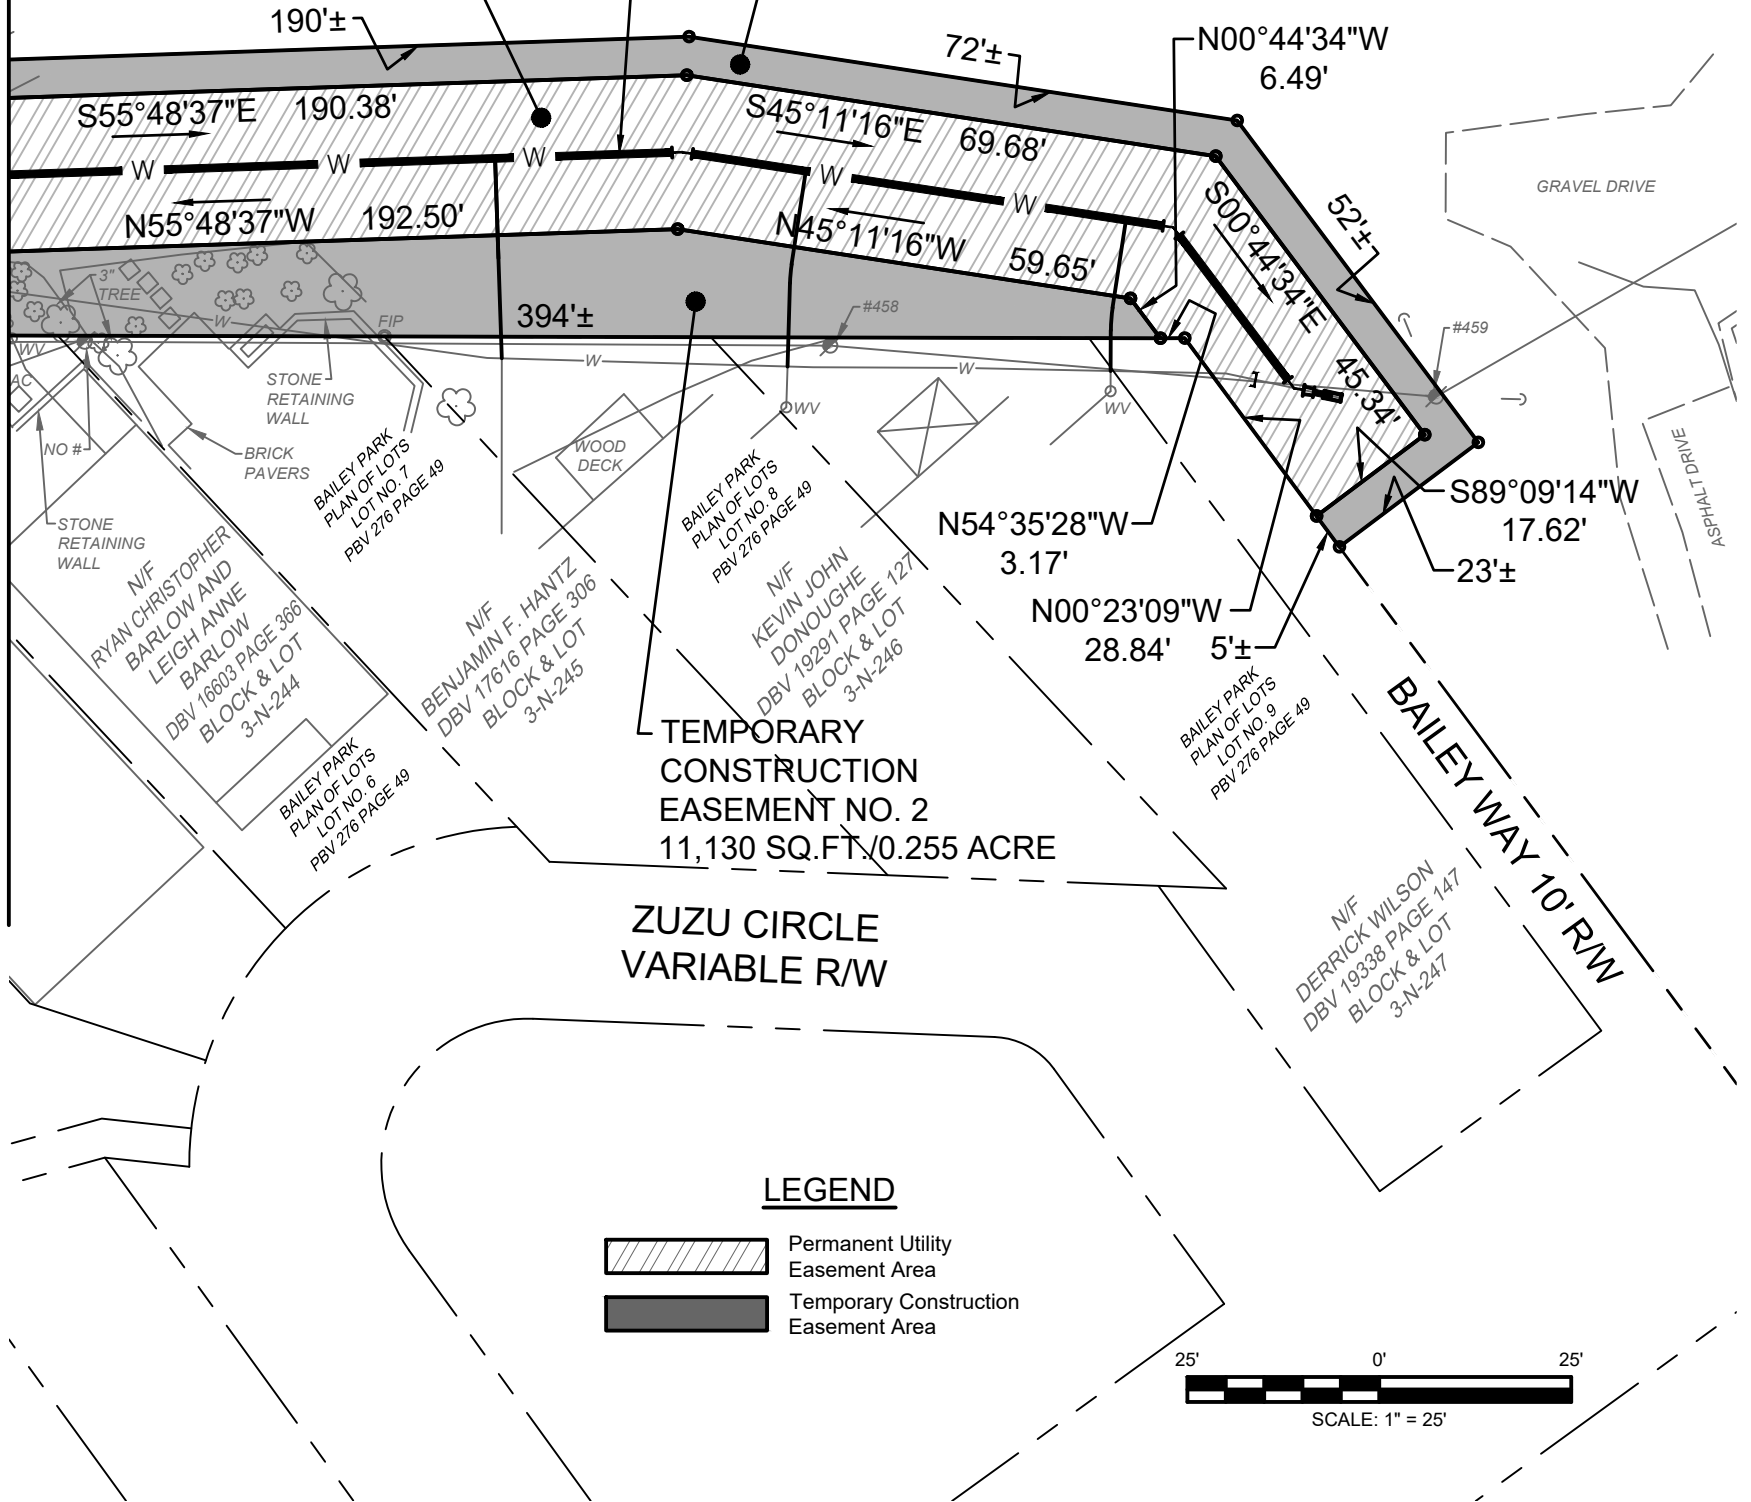 190'±
72'±
N00°44'34"W
6.49'
S55°48'37"E 190.38'
S45°11'16"E 69.68'
GRAVEL DRIVE
W
W
W
W
W
N55°48'37"W 192.50'
N45°11'16"W 59.65'
S00°44'34"E 45.34'
52'±
3"
TREE
W
FIP
394'±
#458
#459
WV
W
W
AC
STONE
RETAINING
WALL
WV
WV
NO #
BRICK
PAVERS
WOOD
DECK
ASPHALT DRIVE
STONE
RETAINING
WALL
BAILEY PARK
PLAN OF LOTS
LOT NO. 7
PBV 276 PAGE 49
BAILEY PARK
PLAN OF LOTS
LOT NO. 8
PBV 276 PAGE 49
N54°35'28"W
3.17'
S89°09'14"W
17.62'
23'±
N00°23'09"W
28.84'
5'±
N/F
RYAN CHRISTOPHER
BARLOW AND
LEIGH ANNE
BARLOW
DBV 16603 PAGE 366
BLOCK & LOT
3-N-244
N/F
BENJAMIN F. HANTZ
DBV 17616 PAGE 306
BLOCK & LOT
3-N-245
N/F
KEVIN JOHN
DONOUGHE
DBV 19291 PAGE 127
BLOCK & LOT
3-N-246
BAILEY PARK
PLAN OF LOTS
LOT NO. 9
PBV 276 PAGE 49
BAILEY PARK
PLAN OF LOTS
LOT NO. 6
PBV 276 PAGE 49
TEMPORARY
CONSTRUCTION
EASEMENT NO. 2
11,130 SQ.FT./0.255 ACRE
BAILEY WAY 10' R/W
N/F
DERRICK WILSON
DBV 19338 PAGE 147
BLOCK & LOT
3-N-247
ZUZU CIRCLE
VARIABLE R/W
LEGEND
Permanent Utility
Easement Area
Temporary Construction
Easement Area
25' 0' 25'
SCALE: 1" = 25'